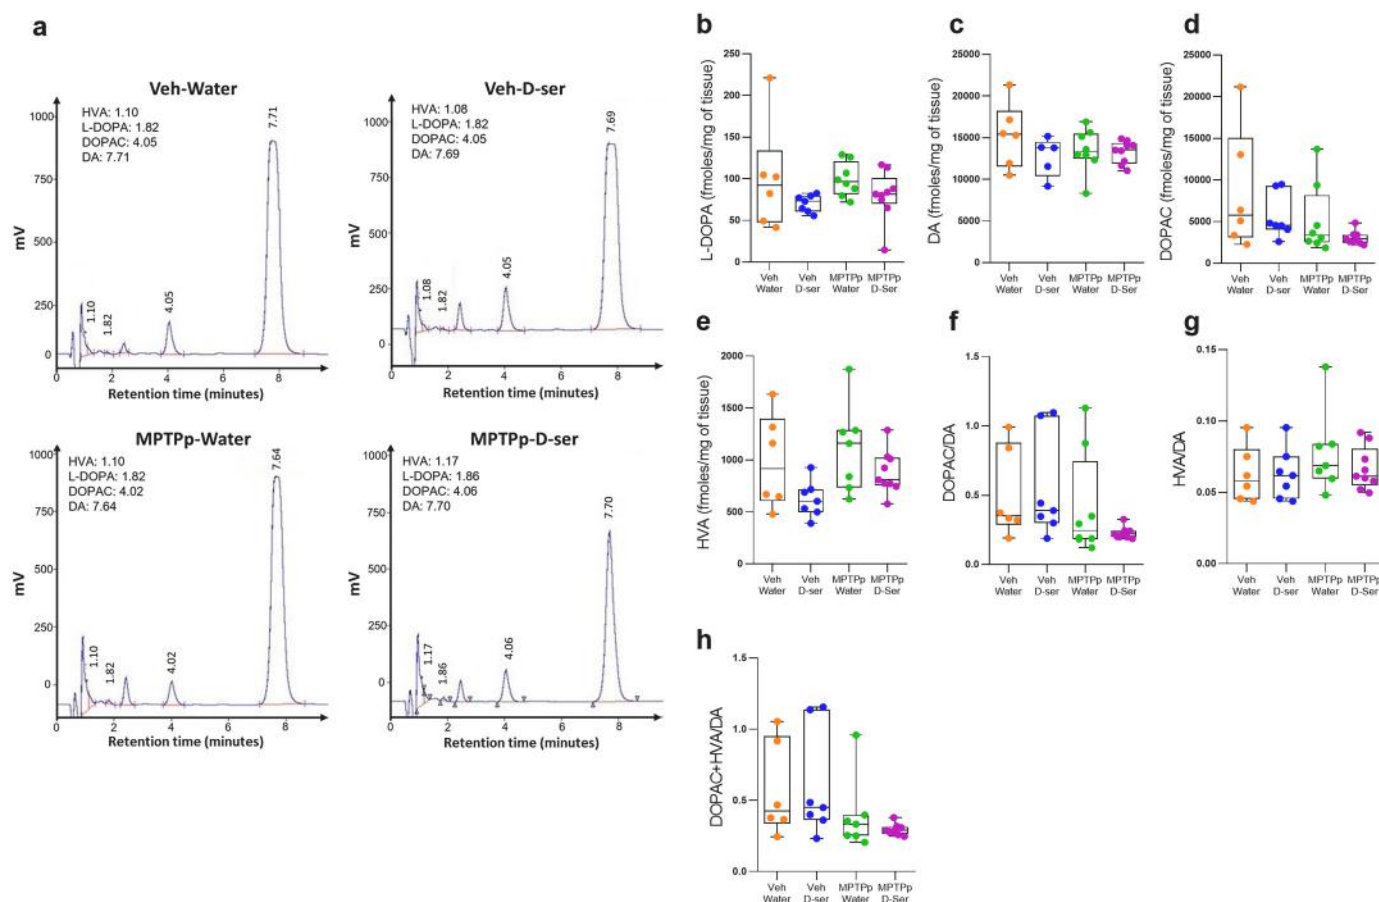 a
Veh-Water
HVA: 1.10
L-DOPA: 1.82
DOPAC: 4.05
DA: 7.71
1000
750
500
250
0
mV
1.10
1.82
4.05
7.71
0 2 4 6 8
Retention time (minutes)
Veh-D-ser
HVA: 1.08
L-DOPA: 1.82
DOPAC: 4.05
DA: 7.69
1000
750
500
250
0
mV
1.08
1.82
4.05
7.69
0 2 4 6 8
Retention time (minutes)
MPTPp-Water
HVA: 1.10
L-DOPA: 1.82
DOPAC: 4.02
DA: 7.64
1000
750
500
250
0
mV
1.10
1.82
4.02
7.64
0 2 4 6 8
Retention time (minutes)
MPTPp-D-ser
HVA: 1.17
L-DOPA: 1.86
DOPAC: 4.06
DA: 7.70
1000
750
500
250
0
mV
1.17
1.86
4.06
7.70
0 2 4 6 8
Retention time (minutes)
b
L-DOPA (fmoles/mg of tissue)
250
200
150
100
50
0
Veh Veh MPTPp MPTPp
Water D-ser Water D-Ser
c
DA (fmoles/mg of tissue)
25000
20000
15000
10000
5000
0
Veh Veh MPTPp MPTPp
Water D-ser Water D-Ser
d
DOPAC (fmoles/mg of tissue)
25000
20000
15000
10000
5000
0
Veh Veh MPTPp MPTPp
Water D-ser Water D-Ser
e
HVA (fmoles/mg of tissue)
2000
1500
1000
500
0
Veh Veh MPTPp MPTPp
Water D-ser Water D-Ser
f
DOPAC/DA
1.5
1.0
0.5
0.0
Veh Veh MPTPp MPTPp
Water D-ser Water D-Ser
g
HVA/DA
0.15
0.10
0.05
0.00
Veh Veh MPTPp MPTPp
Water D-ser Water D-Ser
h
DOPAC+HVA/DA
1.5
1.0
0.5
0.0
Veh Veh MPTPp MPTPp
Water D-ser Water D-Ser